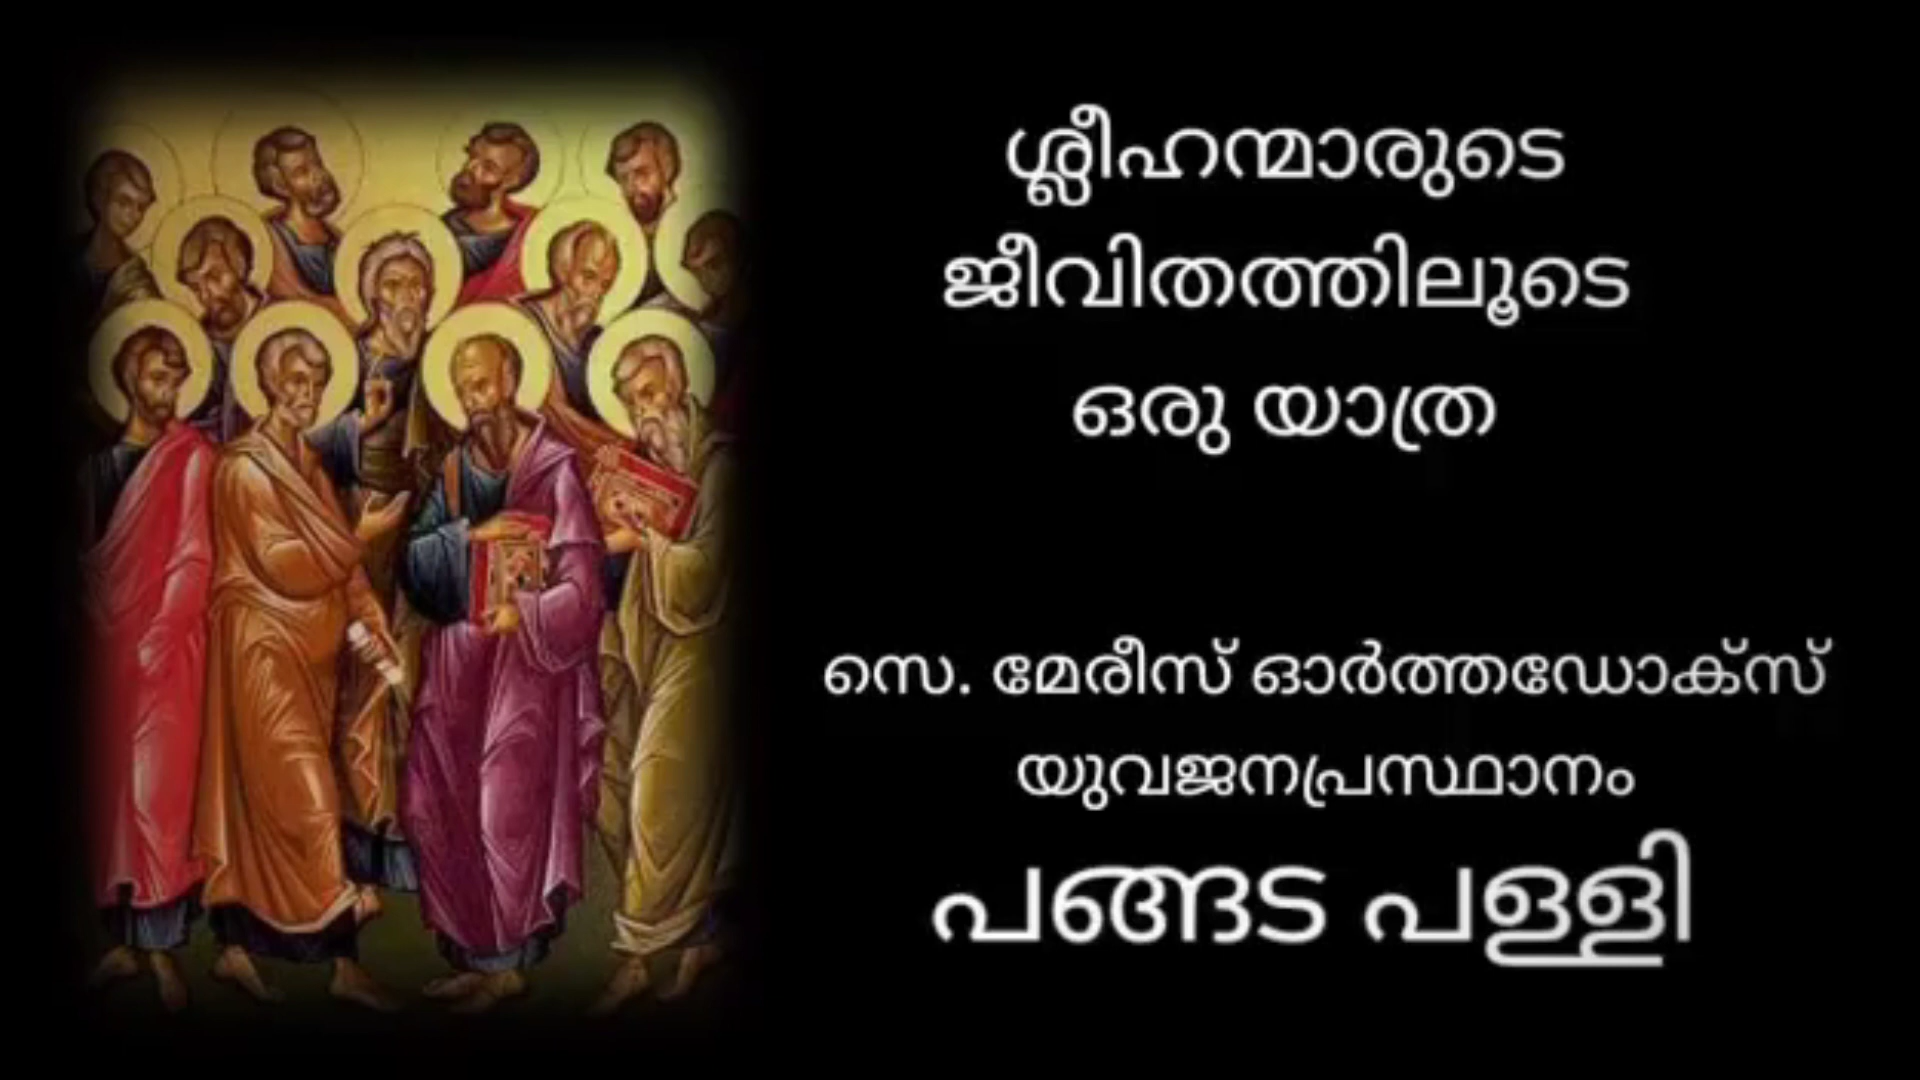 ശ്ലീഹന്മാരുടെ
ജീവിതത്തിലൂടെ
ഒരു യാത്ര
സെ. മേരീസ് ഓർത്തഡോക്സ്
യുവജനപ്രസ്ഥാനം
പങ്ങട പള്ളി